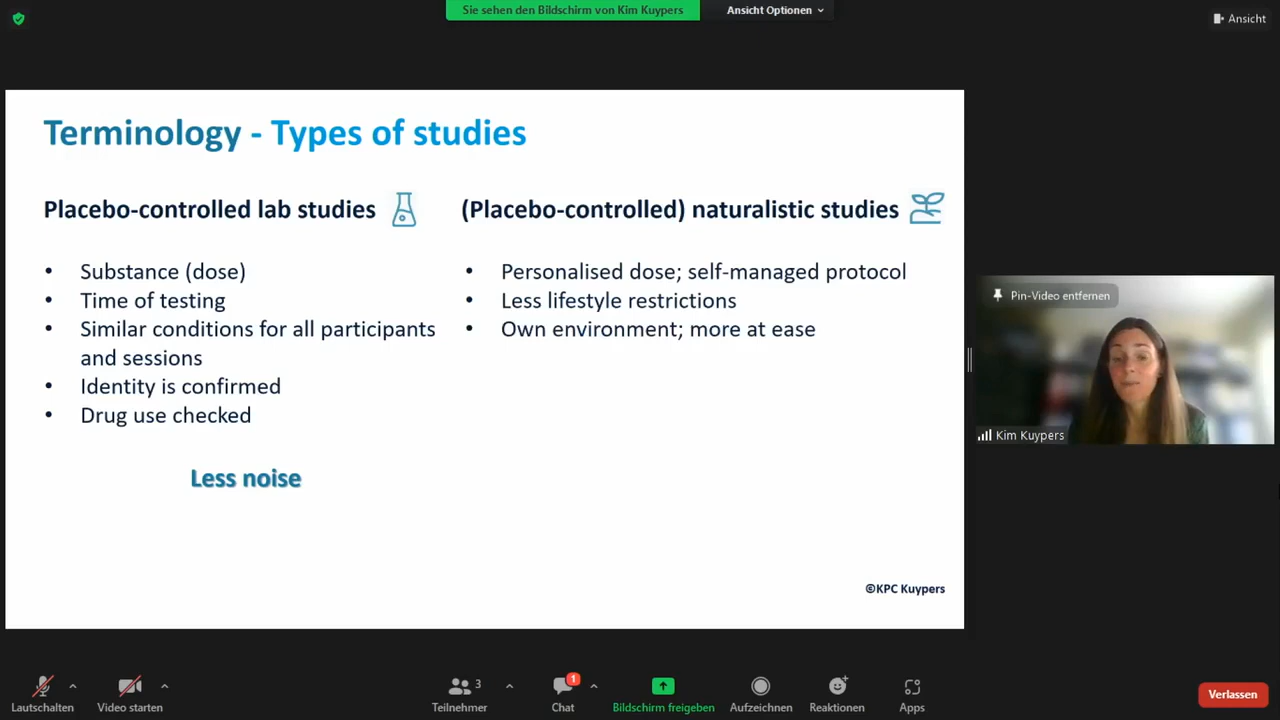 Sie sehen den Bildschirm von Kim Kuypers
Ansicht Optionen
Ansicht
Terminology - Types of studies
Placebo-controlled lab studies
(Placebo-controlled) naturalistic studies
• Substance (dose)
• Time of testing
• Similar conditions for all participants
and sessions
• Identity is confirmed
• Drug use checked
Less noise
• Personalised dose; self-managed protocol
• Less lifestyle restrictions
• Own environment; more at ease
©KPC Kuypers
Pin-Video entfernen
Kim Kuypers
Lautschalten
Video starten
3
Teilnehmer
1
Chat
Bildschirm freigeben
Aufzeichnen
Reaktionen
Apps
Verlassen